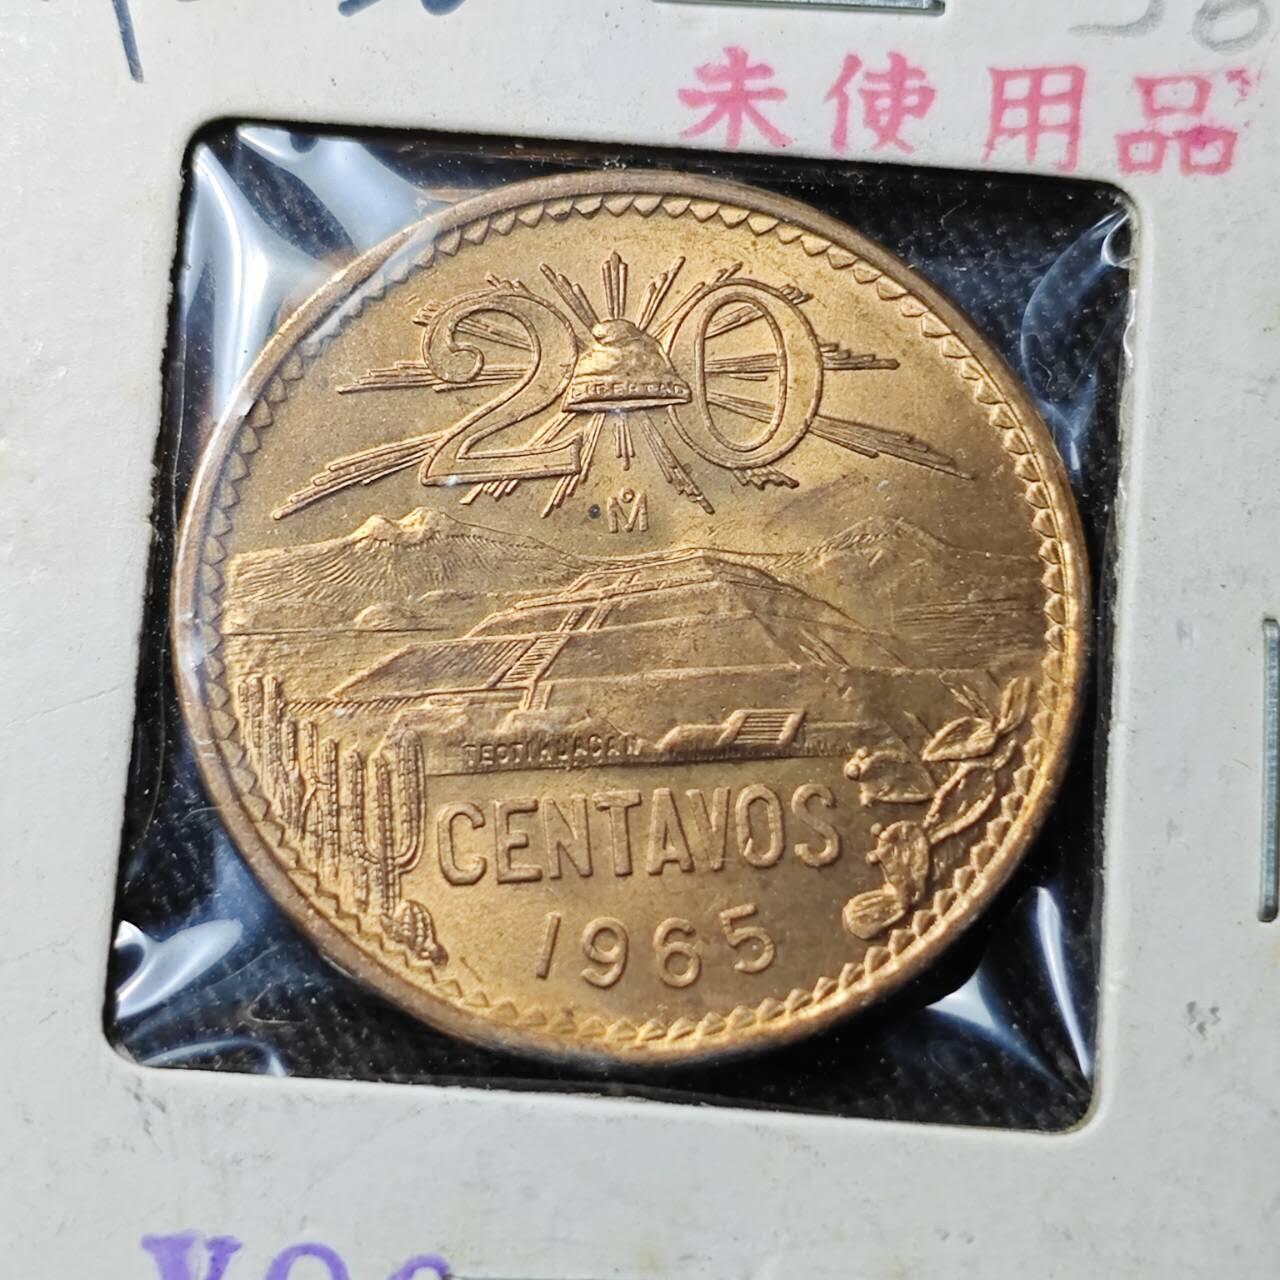 未使用品
20
LIBERTAD
M°
TEOTIHUACAN
CENTAVOS
1965